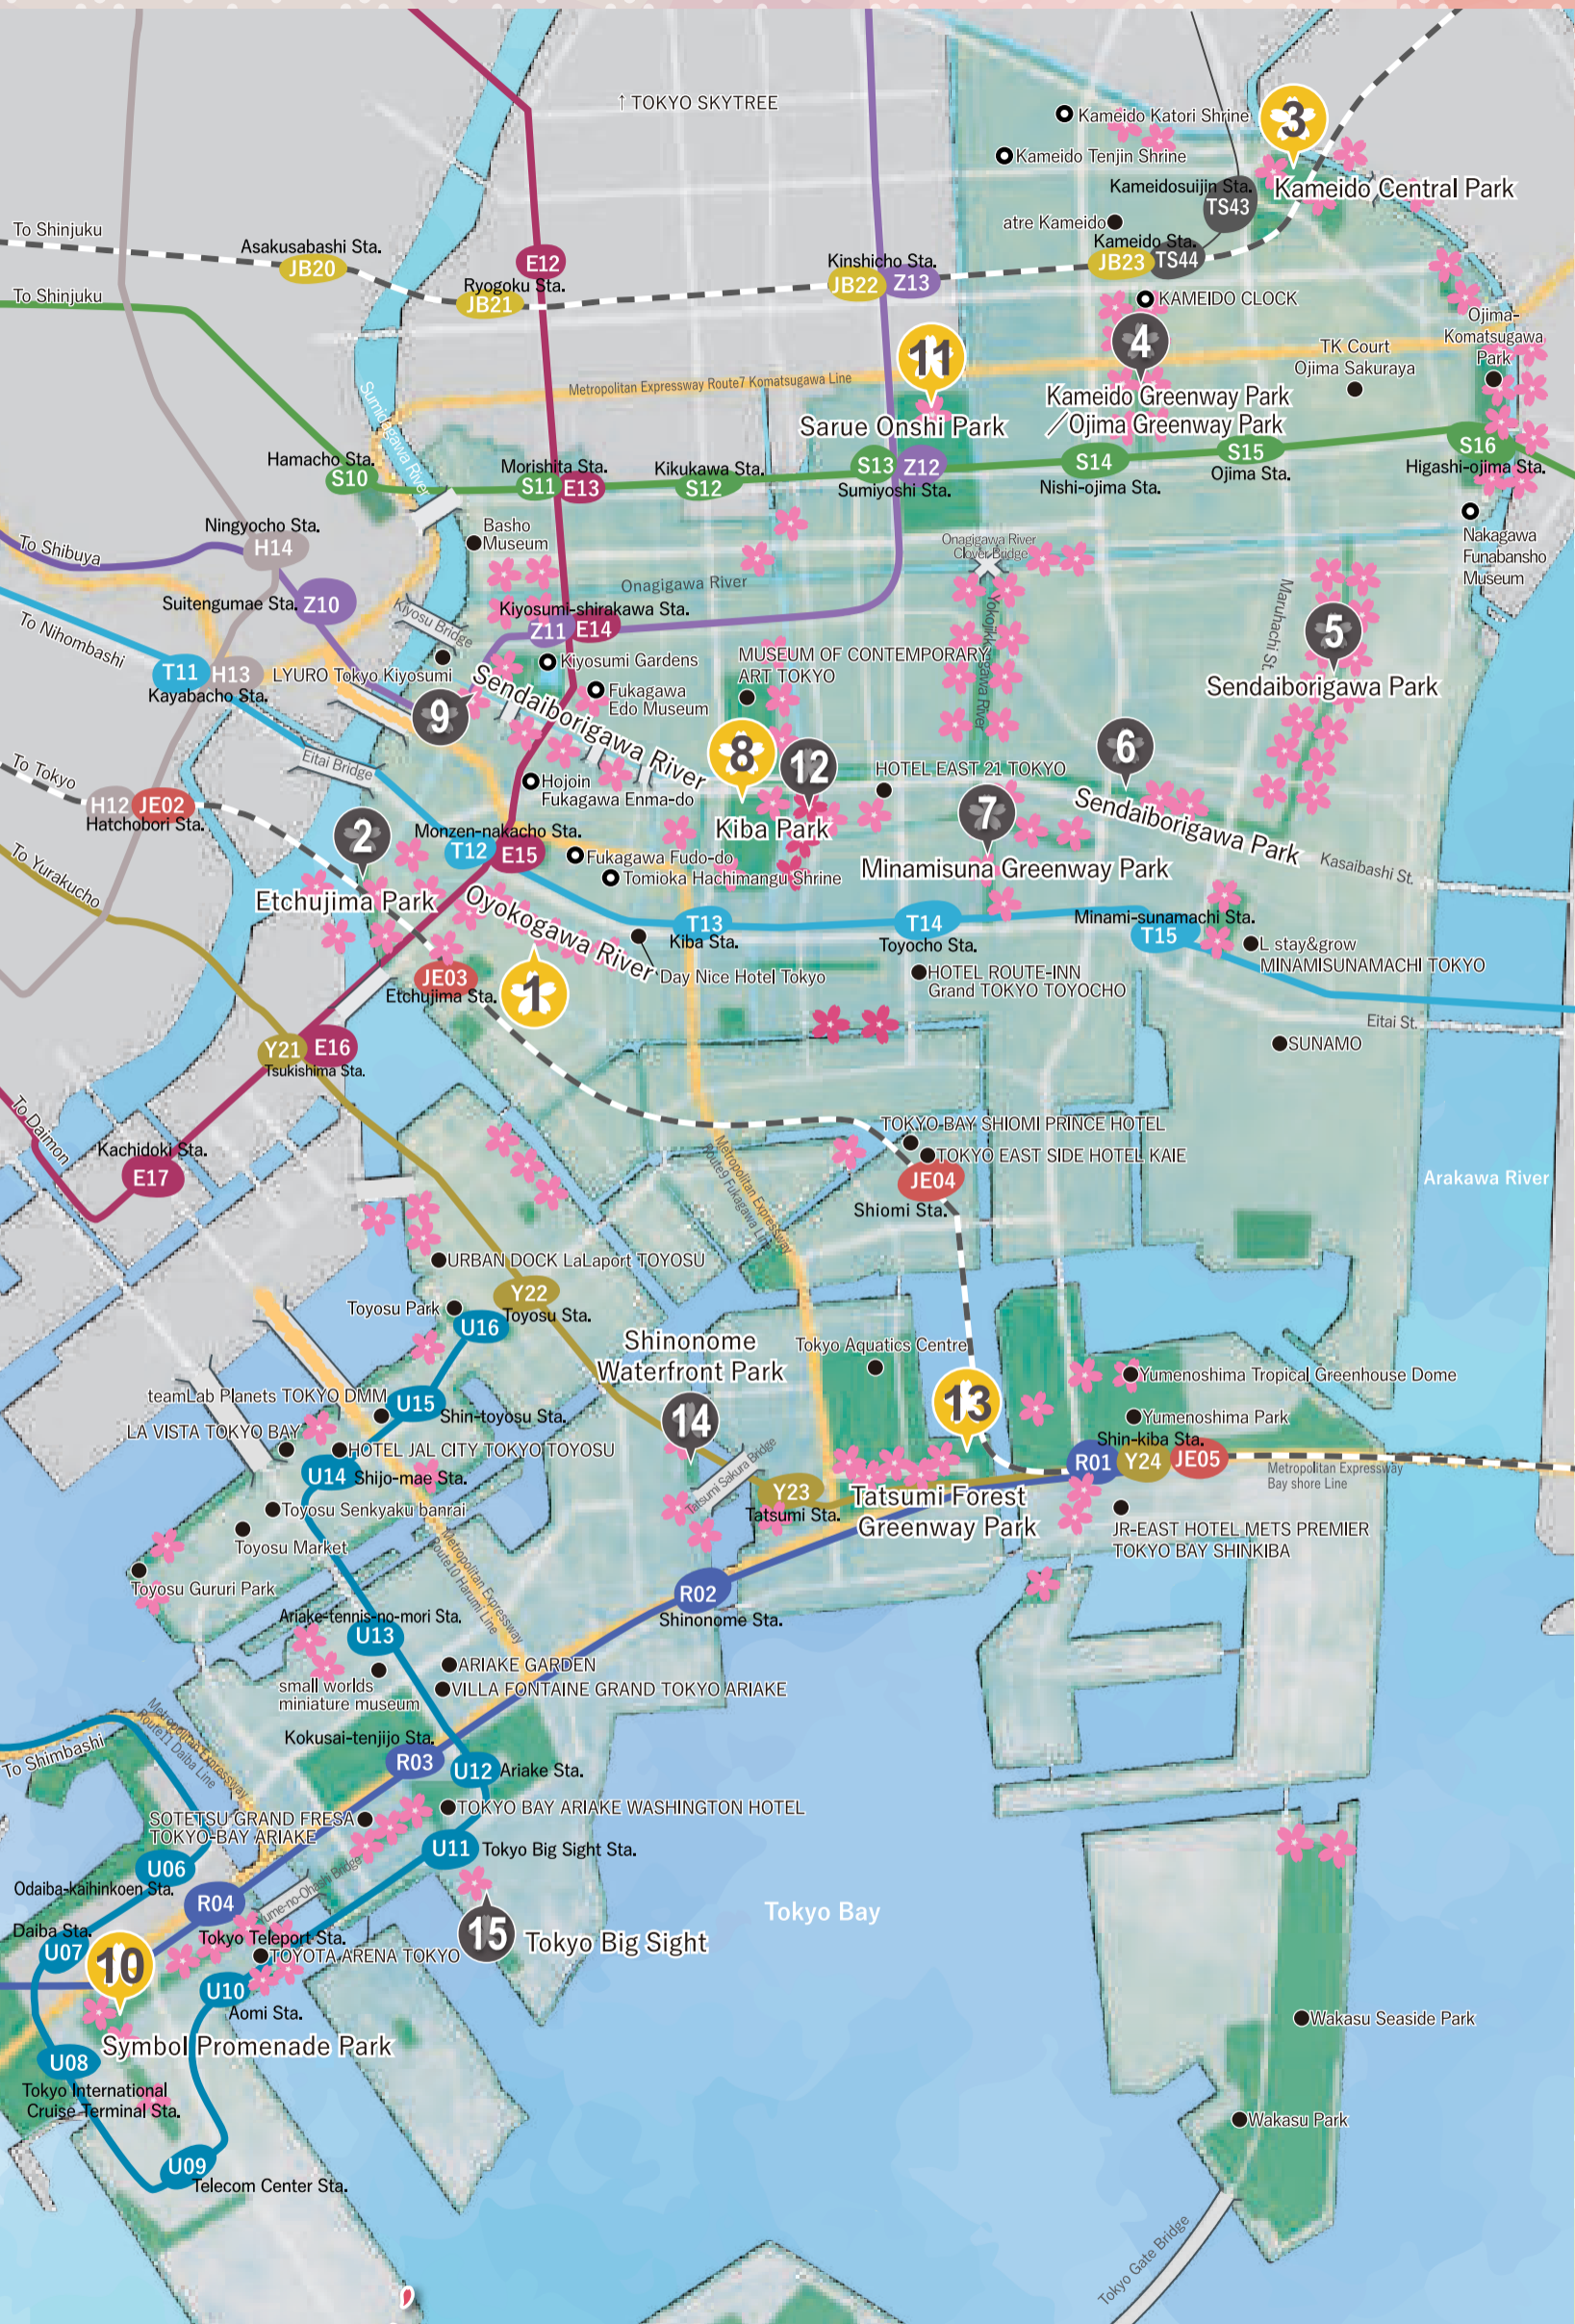 ↑ TOKYO SKYTREE
Kameido Katori Shrine
3
Kameido Tenjin Shrine
Kameidosuijin Sta.
TS43
Kameido Central Park
atre Kameido
Kameido Sta.
JB23
TS44
To Shinjuku
Asakusabashi Sta.
JB20
E12
Ryogoku Sta.
JB21
Kinshicho Sta.
JB22
Z13
To Shinjuku
KAMEIDO CLOCK
4
Kameido Greenway Park
／Ojima Greenway Park
Ojima-
Komatsugawa
Park
TK Court
Ojima Sakuraya
11
Sarue Onshi Park
Metropolitan Expressway Route7 Komatsugawa Line
Sumidagawa River
Hamacho Sta.
S10
Morishita Sta.
S11
E13
Kikukawa Sta.
S12
S13
Z12
Sumiyoshi Sta.
S14
Nishi-ojima Sta.
S15
Ojima Sta.
S16
Higashi-ojima Sta.
Nakagawa
Funabansho
Museum
Ningyocho Sta.
H14
Basho
Museum
To Shibuya
Onagigawa River
Onagigawa River
Clover Bridge
Suitengumae Sta.
Z10
Kiyosu Bridge
Kiyosumi-shirakawa Sta.
Z11
E14
To Nihombashi
T11
H13
Kayabacho Sta.
LYURO Tokyo Kiyosumi
Kiyosumi Gardens
Fukagawa
Edo Museum
MUSEUM OF CONTEMPORARY
ART TOKYO
Yokojikkengawa River
Maruhachi St.
5
Sendaiborigawa Park
9
Sendaiborigawa River
Eitai Bridge
8
12
Kiba Park
HOTEL EAST 21 TOKYO
6
Sendaiborigawa Park
7
Minamisuna Greenway Park
Kasaibashi St.
To Tokyo
H12
JE02
Hatchobori Sta.
Hojoin
Fukagawa Enma-do
2
Etchujima Park
Monzen-nakacho Sta.
T12
E15
Fukagawa Fudo-do
Tomioka Hachimangu Shrine
To Yurakucho
Oyokogawa River
1
T13
Kiba Sta.
T14
Toyocho Sta.
Minami-sunamachi Sta.
T15
L stay&grow
MINAMISUNAMACHI TOKYO
JE03
Etchujima Sta.
Day Nice Hotel Tokyo
HOTEL ROUTE-INN
Grand TOKYO TOYOCHO
Eitai St.
SUNAMO
Y21
E16
Tsukishima Sta.
To Daimon
Kachidoki Sta.
E17
TOKYO-BAY SHIOMI PRINCE HOTEL
TOKYO EAST SIDE HOTEL KAIE
JE04
Shiomi Sta.
Metropolitan Expressway
Route9 Fukagawa Line
Arakawa River
URBAN DOCK LaLaport TOYOSU
Y22
Toyosu Sta.
Toyosu Park
U16
Shinonome
Waterfront Park
14
Tokyo Aquatics Centre
13
Yumenoshima Tropical Greenhouse Dome
Yumenoshima Park
teamLab Planets TOKYO DMM
U15
Shin-toyosu Sta.
LA VISTA TOKYO BAY
HOTEL JAL CITY TOKYO TOYOSU
U14
Shijo-mae Sta.
Tatsumi Sakura Bridge
Y23
Tatsumi Sta.
Tatsumi Forest
Greenway Park
Shin-kiba Sta.
R01
Y24
JE05
Metropolitan Expressway
Bay shore Line
JR-EAST HOTEL METS PREMIER
TOKYO BAY SHINKIBA
Toyosu Senkyaku banrai
Toyosu Market
Toyosu Gururi Park
Metropolitan Expressway
Route10 Harumi Line
R02
Shinonome Sta.
Ariake-tennis-no-mori Sta.
U13
small worlds
miniature museum
ARIAKE GARDEN
VILLA FONTAINE GRAND TOKYO ARIAKE
Kokusai-tenjijo Sta.
R03
U12
Ariake Sta.
To Shimbashi
Metropolitan Expressway
Route11 Daiba Line
SOTETSU GRAND FRESA
TOKYO-BAY ARIAKE
TOKYO BAY ARIAKE WASHINGTON HOTEL
U11
Tokyo Big Sight Sta.
15
Tokyo Big Sight
Tokyo Bay
U06
Odaiba-kaihinkoen Sta.
R04
Yume-no-Ohashi Bridge
Tokyo Teleport Sta.
TOYOTA ARENA TOKYO
Daiba Sta.
U07
10
Symbol Promenade Park
U10
Aomi Sta.
U08
Tokyo International
Cruise Terminal Sta.
U09
Telecom Center Sta.
Wakasu Seaside Park
Wakasu Park
Tokyo Gate Bridge